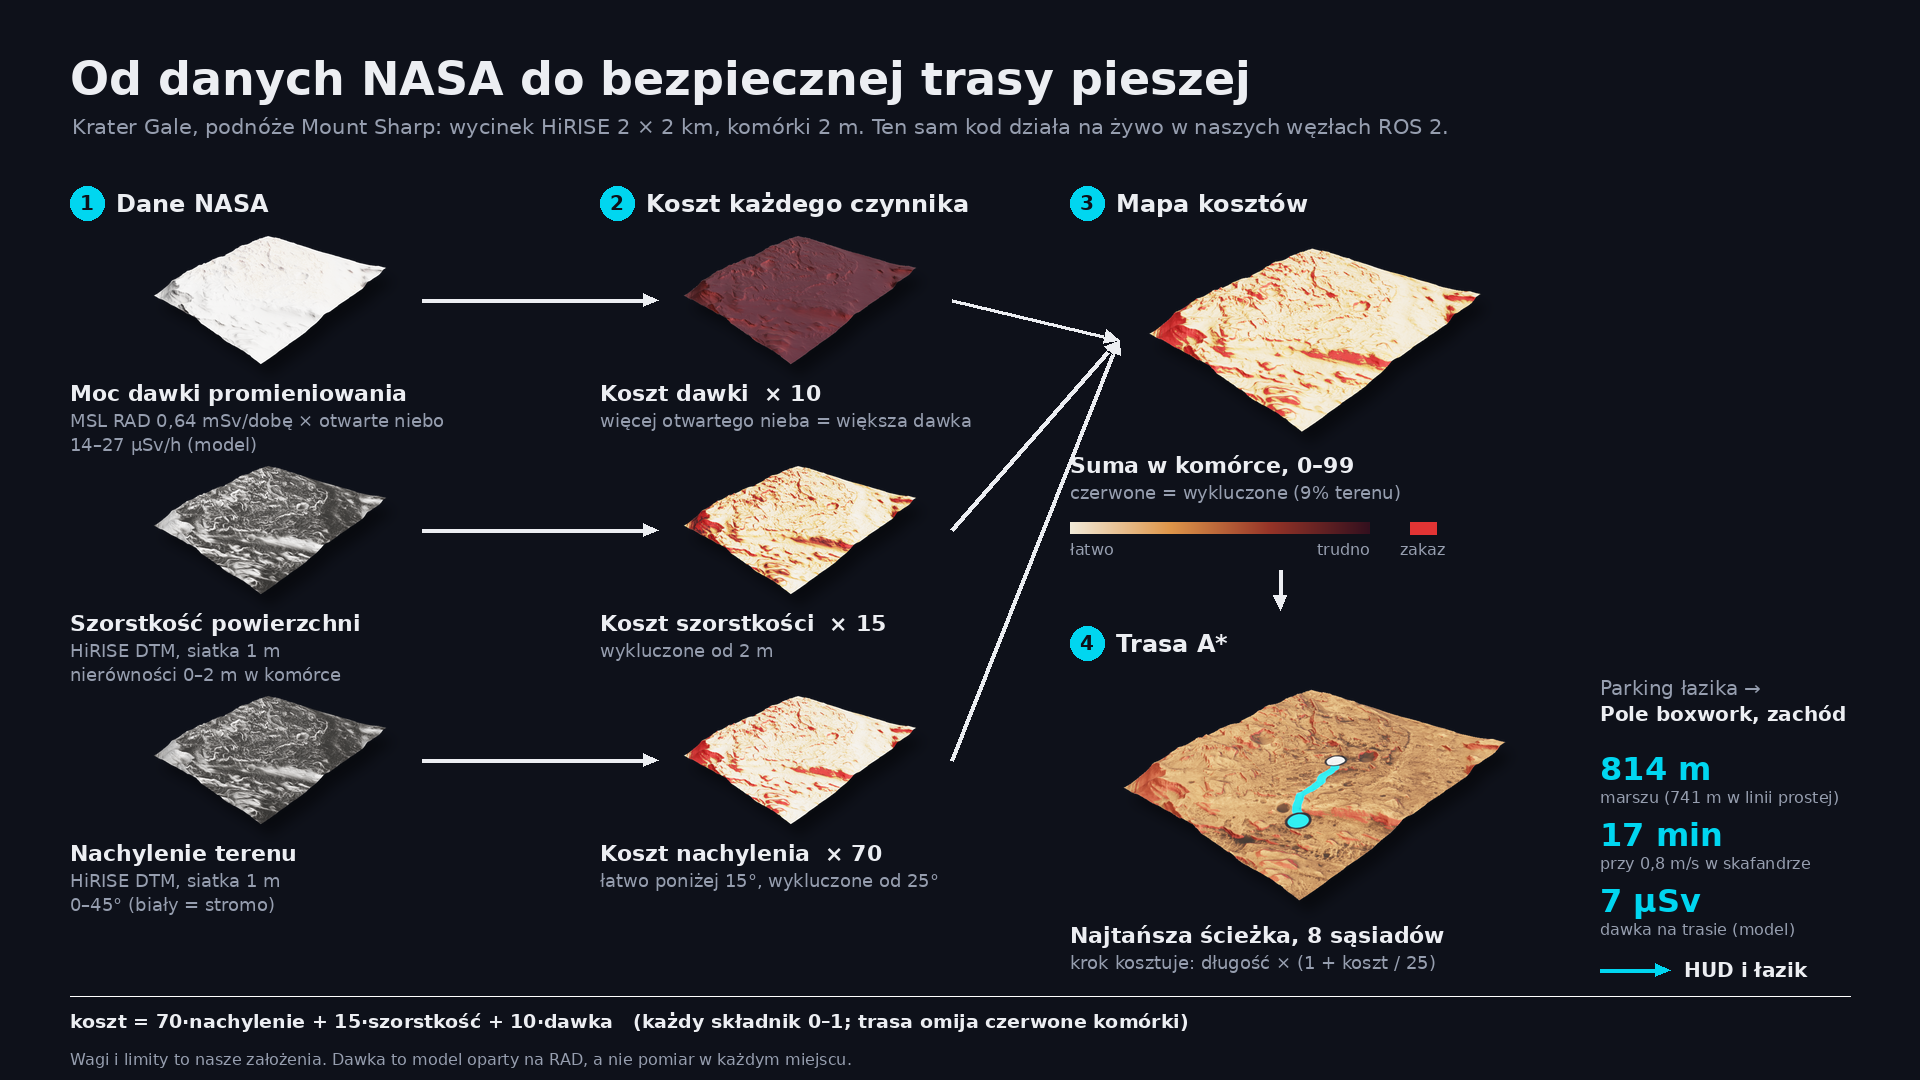 Od danych NASA do bezpiecznej trasy pieszej
Krater Gale, podnóże Mount Sharp: wycinek HiRISE 2 × 2 km, komórki 2 m. Ten sam kod działa na żywo w naszych węzłach ROS 2.
1 Dane NASA
Moc dawki promieniowania
MSL RAD 0,64 mSv/dobę × otwarte niebo
14–27 µSv/h (model)
Szorstkość powierzchni
HiRISE DTM, siatka 1 m
nierówności 0–2 m w komórce
Nachylenie terenu
HiRISE DTM, siatka 1 m
0–45° (biały = stromo)
2 Koszt każdego czynnika
Koszt dawki × 10
więcej otwartego nieba = większa dawka
Koszt szorstkości × 15
wykluczone od 2 m
Koszt nachylenia × 70
łatwo poniżej 15°, wykluczone od 25°
3 Mapa kosztów
Suma w komórce, 0–99
czerwone = wykluczone (9% terenu)
łatwo trudno zakaz
4 Trasa A*
Najtańsza ścieżka, 8 sąsiadów
krok kosztuje: długość × (1 + koszt / 25)
Parking łazika →
Pole boxwork, zachód
814 m
marszu (741 m w linii prostej)
17 min
przy 0,8 m/s w skafandrze
7 µSv
dawka na trasie (model)
HUD i łazik
koszt = 70·nachylenie + 15·szorstkość + 10·dawka (każdy składnik 0–1; trasa omija czerwone komórki)
Wagi i limity to nasze założenia. Dawka to model oparty na RAD, a nie pomiar w każdym miejscu.